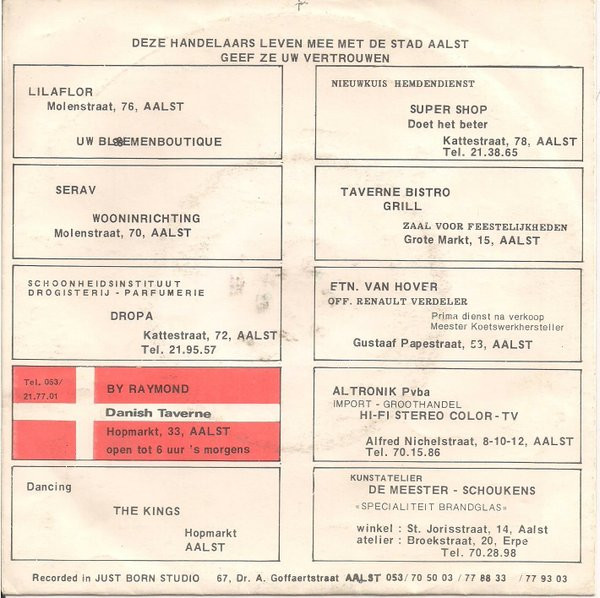 DEZE HANDELAARS LEVEN MEE MET DE STAD AALST
GEEF ZE UW VERTROUWEN
LILAFLOR
Molenstraat, 76, AALST
UW BLOEMENBOUTIQUE
SERAV
WOONINRICHTING
Molenstraat, 70, AALST
SCHOONHEIDSINSTITUUT
DROGISTERIJ - PARFUMERIE
DROPA
Kattestraat, 72, AALST
Tel. 21.95.57
Tel. 053/
21.77.01
BY RAYMOND
Danish Taverne
Hopmarkt, 33, AALST
open tot 6 uur 's morgens
Dancing
THE KINGS
Hopmarkt
AALST
NIEUWKUIS HEMDENDIENST
SUPER SHOP
Doet het beter
Kattestraat, 78, AALST
Tel. 21.38.65
TAVERNE BISTRO
GRILL
ZAAL VOOR FEESTELIJKHEDEN
Grote Markt, 15, AALST
ETN. VAN HOVER
OFF. RENAULT VERDELER
Prima dienst na verkoop
Meester Koetswerkhersteller
Gustaaf Papestraat, 53, AALST
ALTRONIK Pvba
IMPORT - GROOTHANDEL
HI-FI STEREO COLOR-TV
Alfred Nichelstraat, 8-10-12, AALST
Tel. 70.15.86
KUNSTATELIER
DE MEESTER - SCHOUKENS
«SPECIALITEIT BRANDGLAS»
winkel : St. Jorisstraat, 14, Aalst
atelier : Broekstraat, 20, Erpe
Tel. 70.28.98
Recorded in JUST BORN STUDIO 67, Dr. A. Goffaertstraat AALST 053/70 50 03 /77 88 33 /77 93 03